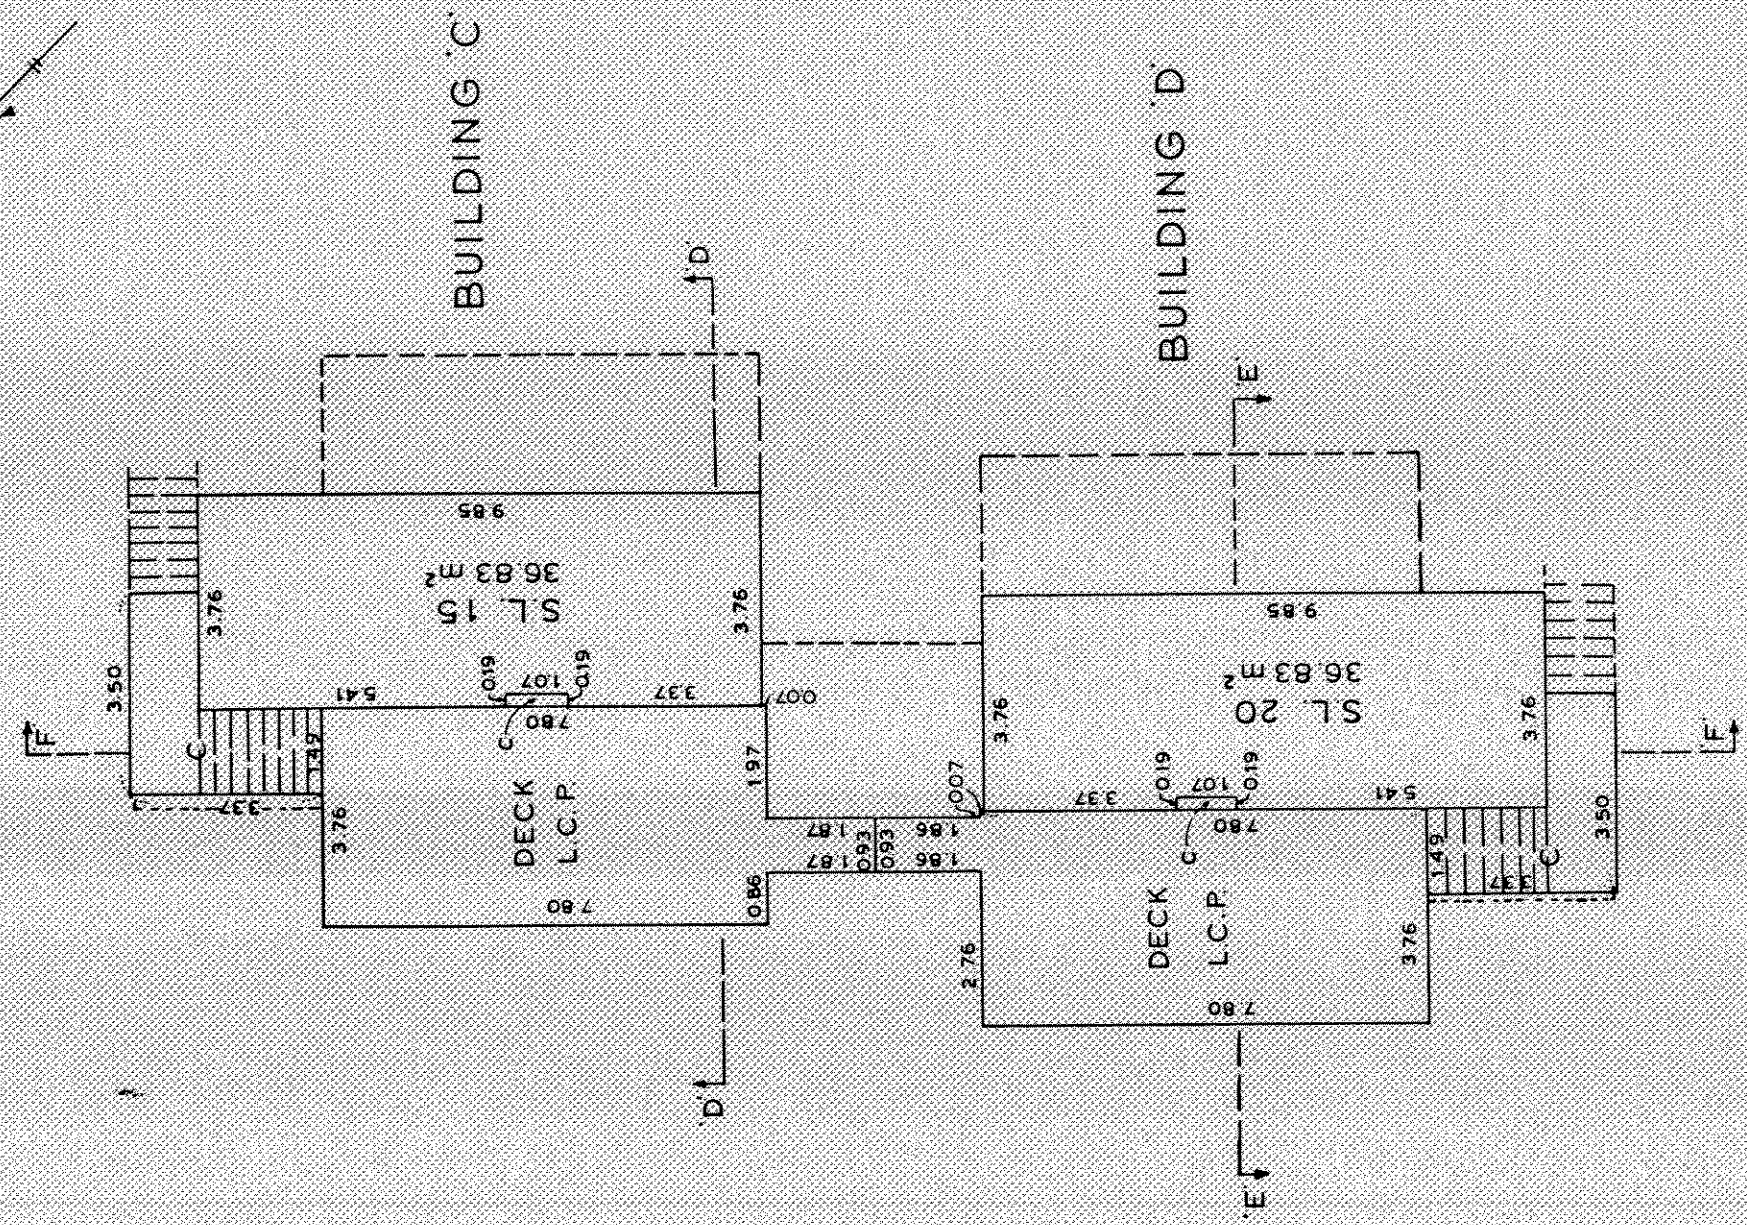 BUILDING 'C'
BUILDING 'D'
'D'
'E'
9.85
S.L. 15
36.83 m²
3.76
3.76
3.50
'F'
5.41
0.19
1.07
0.19
3.37
0.07
7.80
C
C
1.49
3.37
3.76
DECK
L.C.P.
7.80
0.86
1.97
1.87
1.87
0.93
0.93
1.86
1.86
0.07
'D'
9.85
S.L. 20
36.83 m²
3.76
3.76
3.50
'F'
3.37
0.19
1.07
0.19
5.41
7.80
C
C
1.49
3.37
3.76
DECK
L.C.P.
2.76
7.80
'E'